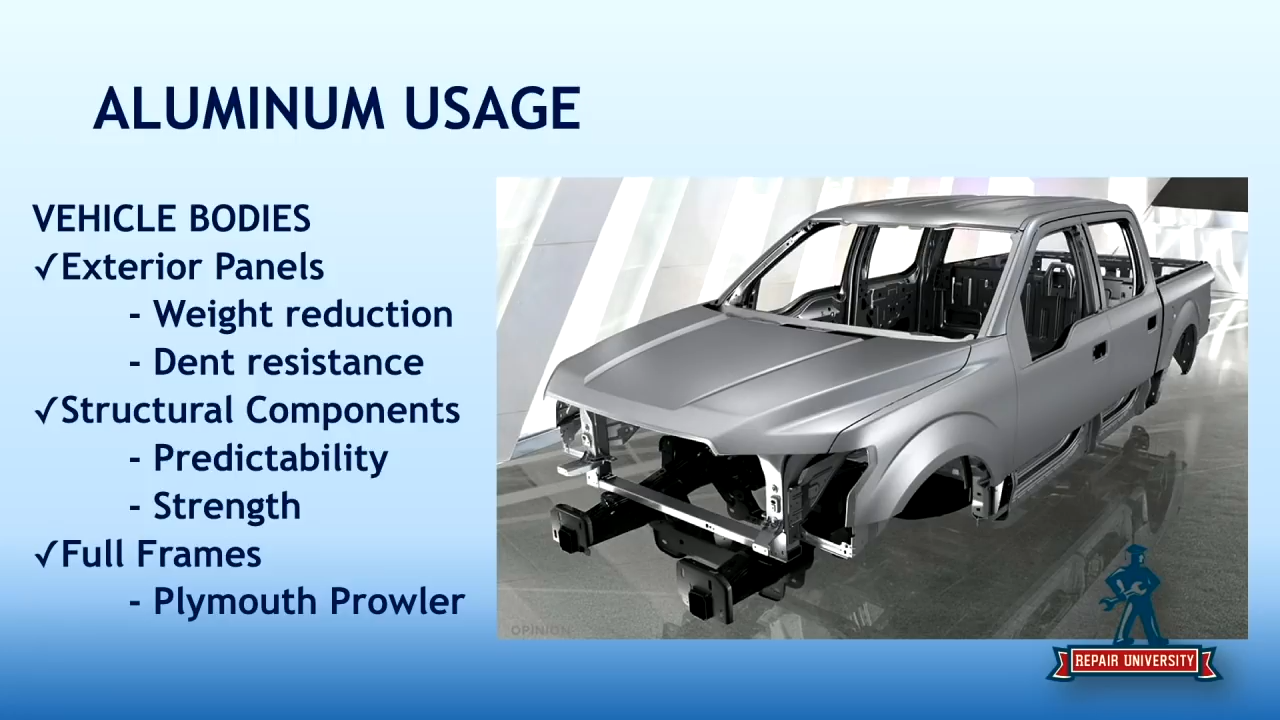 ALUMINUM USAGE
VEHICLE BODIES
✓Exterior Panels
- Weight reduction
- Dent resistance
✓Structural Components
- Predictability
- Strength
✓Full Frames
- Plymouth Prowler
OPINION
REPAIR UNIVERSITY